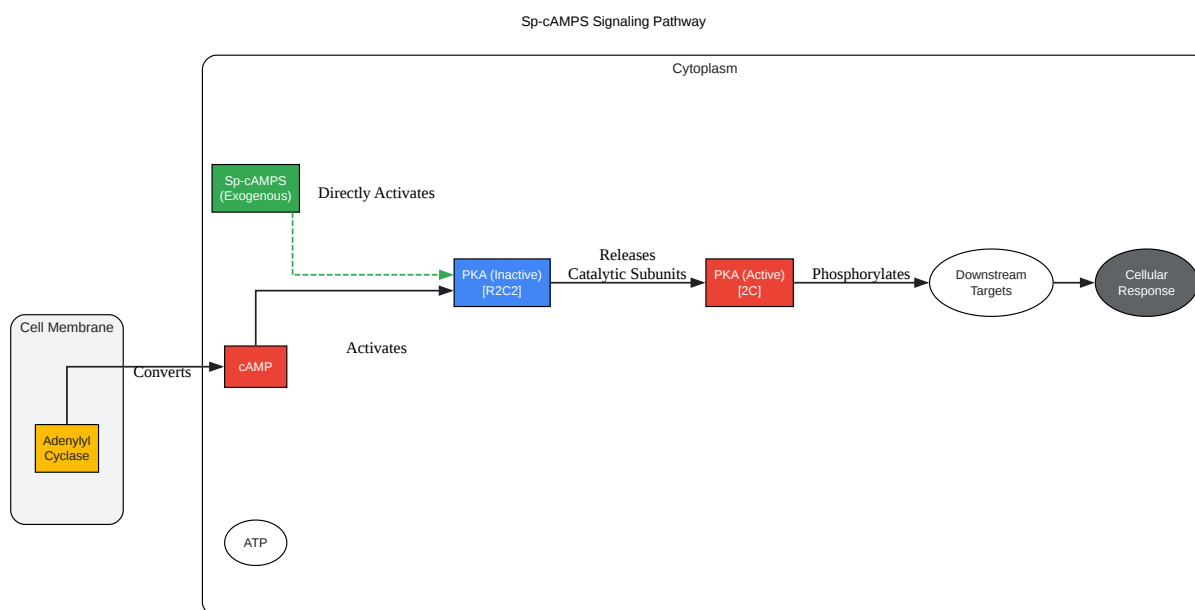 Sp-cAMPS Signaling Pathway
Cytoplasm
Sp-cAMPS
(Exogenous)
Directly Activates
Releases
Catalytic Subunits
PKA (Inactive)
[R2C2]
PKA (Active)
[2C]
Phosphorylates
Downstream
Targets
Cellular
Response
Cell Membrane
Activates
Converts
cAMP
Adenylyl
Cyclase
ATP